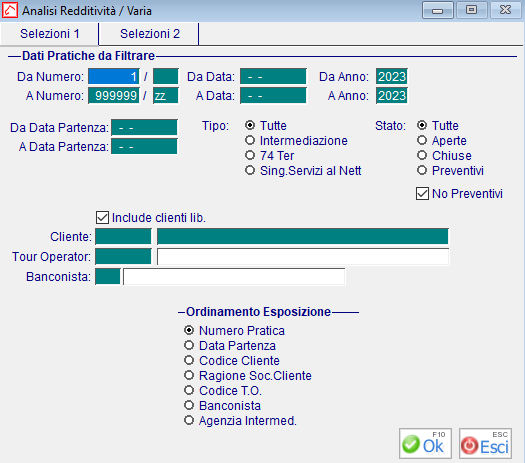 Analisi Redditività / Varia
Selezioni 1 Selezioni 2
Dati Pratiche da Filtrare
Da Numero: 1 / Da Data: - - Da Anno: 2023
A Numero: 999999 / zz A Data: - - A Anno: 2023
Da Data Partenza: - - Tipo: Tutte Stato: Tutte
A Data Partenza: - - Intermediazione Aperte
74 Ter Chiuse
Sing.Servizi al Nett Preventivi
No Preventivi
Include clienti lib.
Cliente:
Tour Operator:
Banconista:
Ordinamento Esposizione
Numero Pratica
Data Partenza
Codice Cliente
Ragione Soc.Cliente
Codice T.O.
Banconista
Agenzia Intermed.
F10 Ok ESC Esci